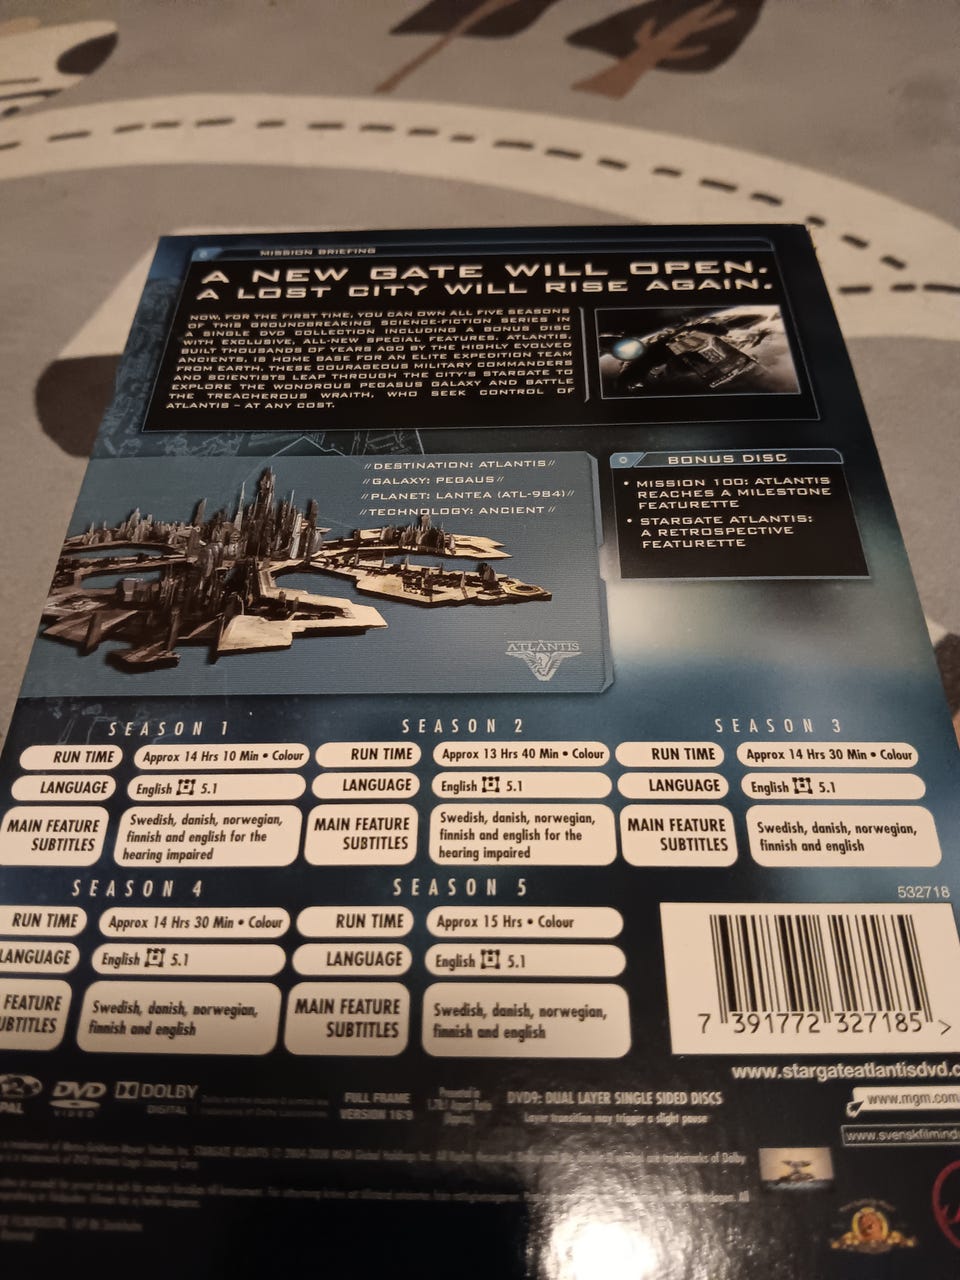 MISSION BRIEFING
A NEW GATE WILL OPEN.
A LOST CITY WILL RISE AGAIN.
NOW, FOR THE FIRST TIME, YOU CAN OWN ALL FIVE SEASONS
OF THIS GROUNDBREAKING SCIENCE-FICTION SERIES IN
A SINGLE DVD COLLECTION INCLUDING A BONUS DISC
WITH EXCLUSIVE, ALL-NEW SPECIAL FEATURES. ATLANTIS,
BUILT THOUSANDS OF YEARS AGO BY THE HIGHLY EVOLVED
ANCIENTS, IS HOME BASE FOR AN ELITE EXPEDITION TEAM
FROM EARTH. THESE COURAGEOUS MILITARY COMMANDERS
AND SCIENTISTS LEAP THROUGH THE CITY'S STARGATE TO
EXPLORE THE WONDROUS PEGASUS GALAXY AND BATTLE
THE TREACHEROUS WRAITH, WHO SEEK CONTROL OF
ATLANTIS – AT ANY COST.
//DESTINATION: ATLANTIS//
//GALAXY: PEGAUS//
//PLANET: LANTEA (ATL-984)//
//TECHNOLOGY: ANCIENT //
ATLANTIS
BONUS DISC
• MISSION 100: ATLANTIS
REACHES A MILESTONE
FEATURETTE
• STARGATE ATLANTIS:
A RETROSPECTIVE
FEATURETTE
SEASON 1
RUN TIME Approx 14 Hrs 10 Min • Colour
LANGUAGE English 5.1
MAIN FEATURE SUBTITLES
Swedish, danish, norwegian,
finnish and english for the
hearing impaired
SEASON 2
RUN TIME Approx 13 Hrs 40 Min • Colour
LANGUAGE English 5.1
MAIN FEATURE SUBTITLES
Swedish, danish, norwegian,
finnish and english for the
hearing impaired
SEASON 3
RUN TIME Approx 14 Hrs 30 Min • Colour
LANGUAGE English 5.1
MAIN FEATURE SUBTITLES
Swedish, danish, norwegian,
finnish and english
SEASON 4
RUN TIME Approx 14 Hrs 30 Min • Colour
LANGUAGE English 5.1
FEATURE
UBTITLES
Swedish, danish, norwegian,
finnish and english
SEASON 5
RUN TIME Approx 15 Hrs • Colour
LANGUAGE English 5.1
MAIN FEATURE SUBTITLES
Swedish, danish, norwegian,
finnish and english
532718
7 391772 327185 >
www.stargateatlantisdvd.c
www.mgm.com
www.svenskfilmind
2
PAL
DVD
VIDEO
DOLBY
DIGITAL
FULL FRAME
VERSION 16:9
Presented in
DVD9: DUAL LAYER SINGLE SIDED DISCS
Layer transition may trigger a slight pause